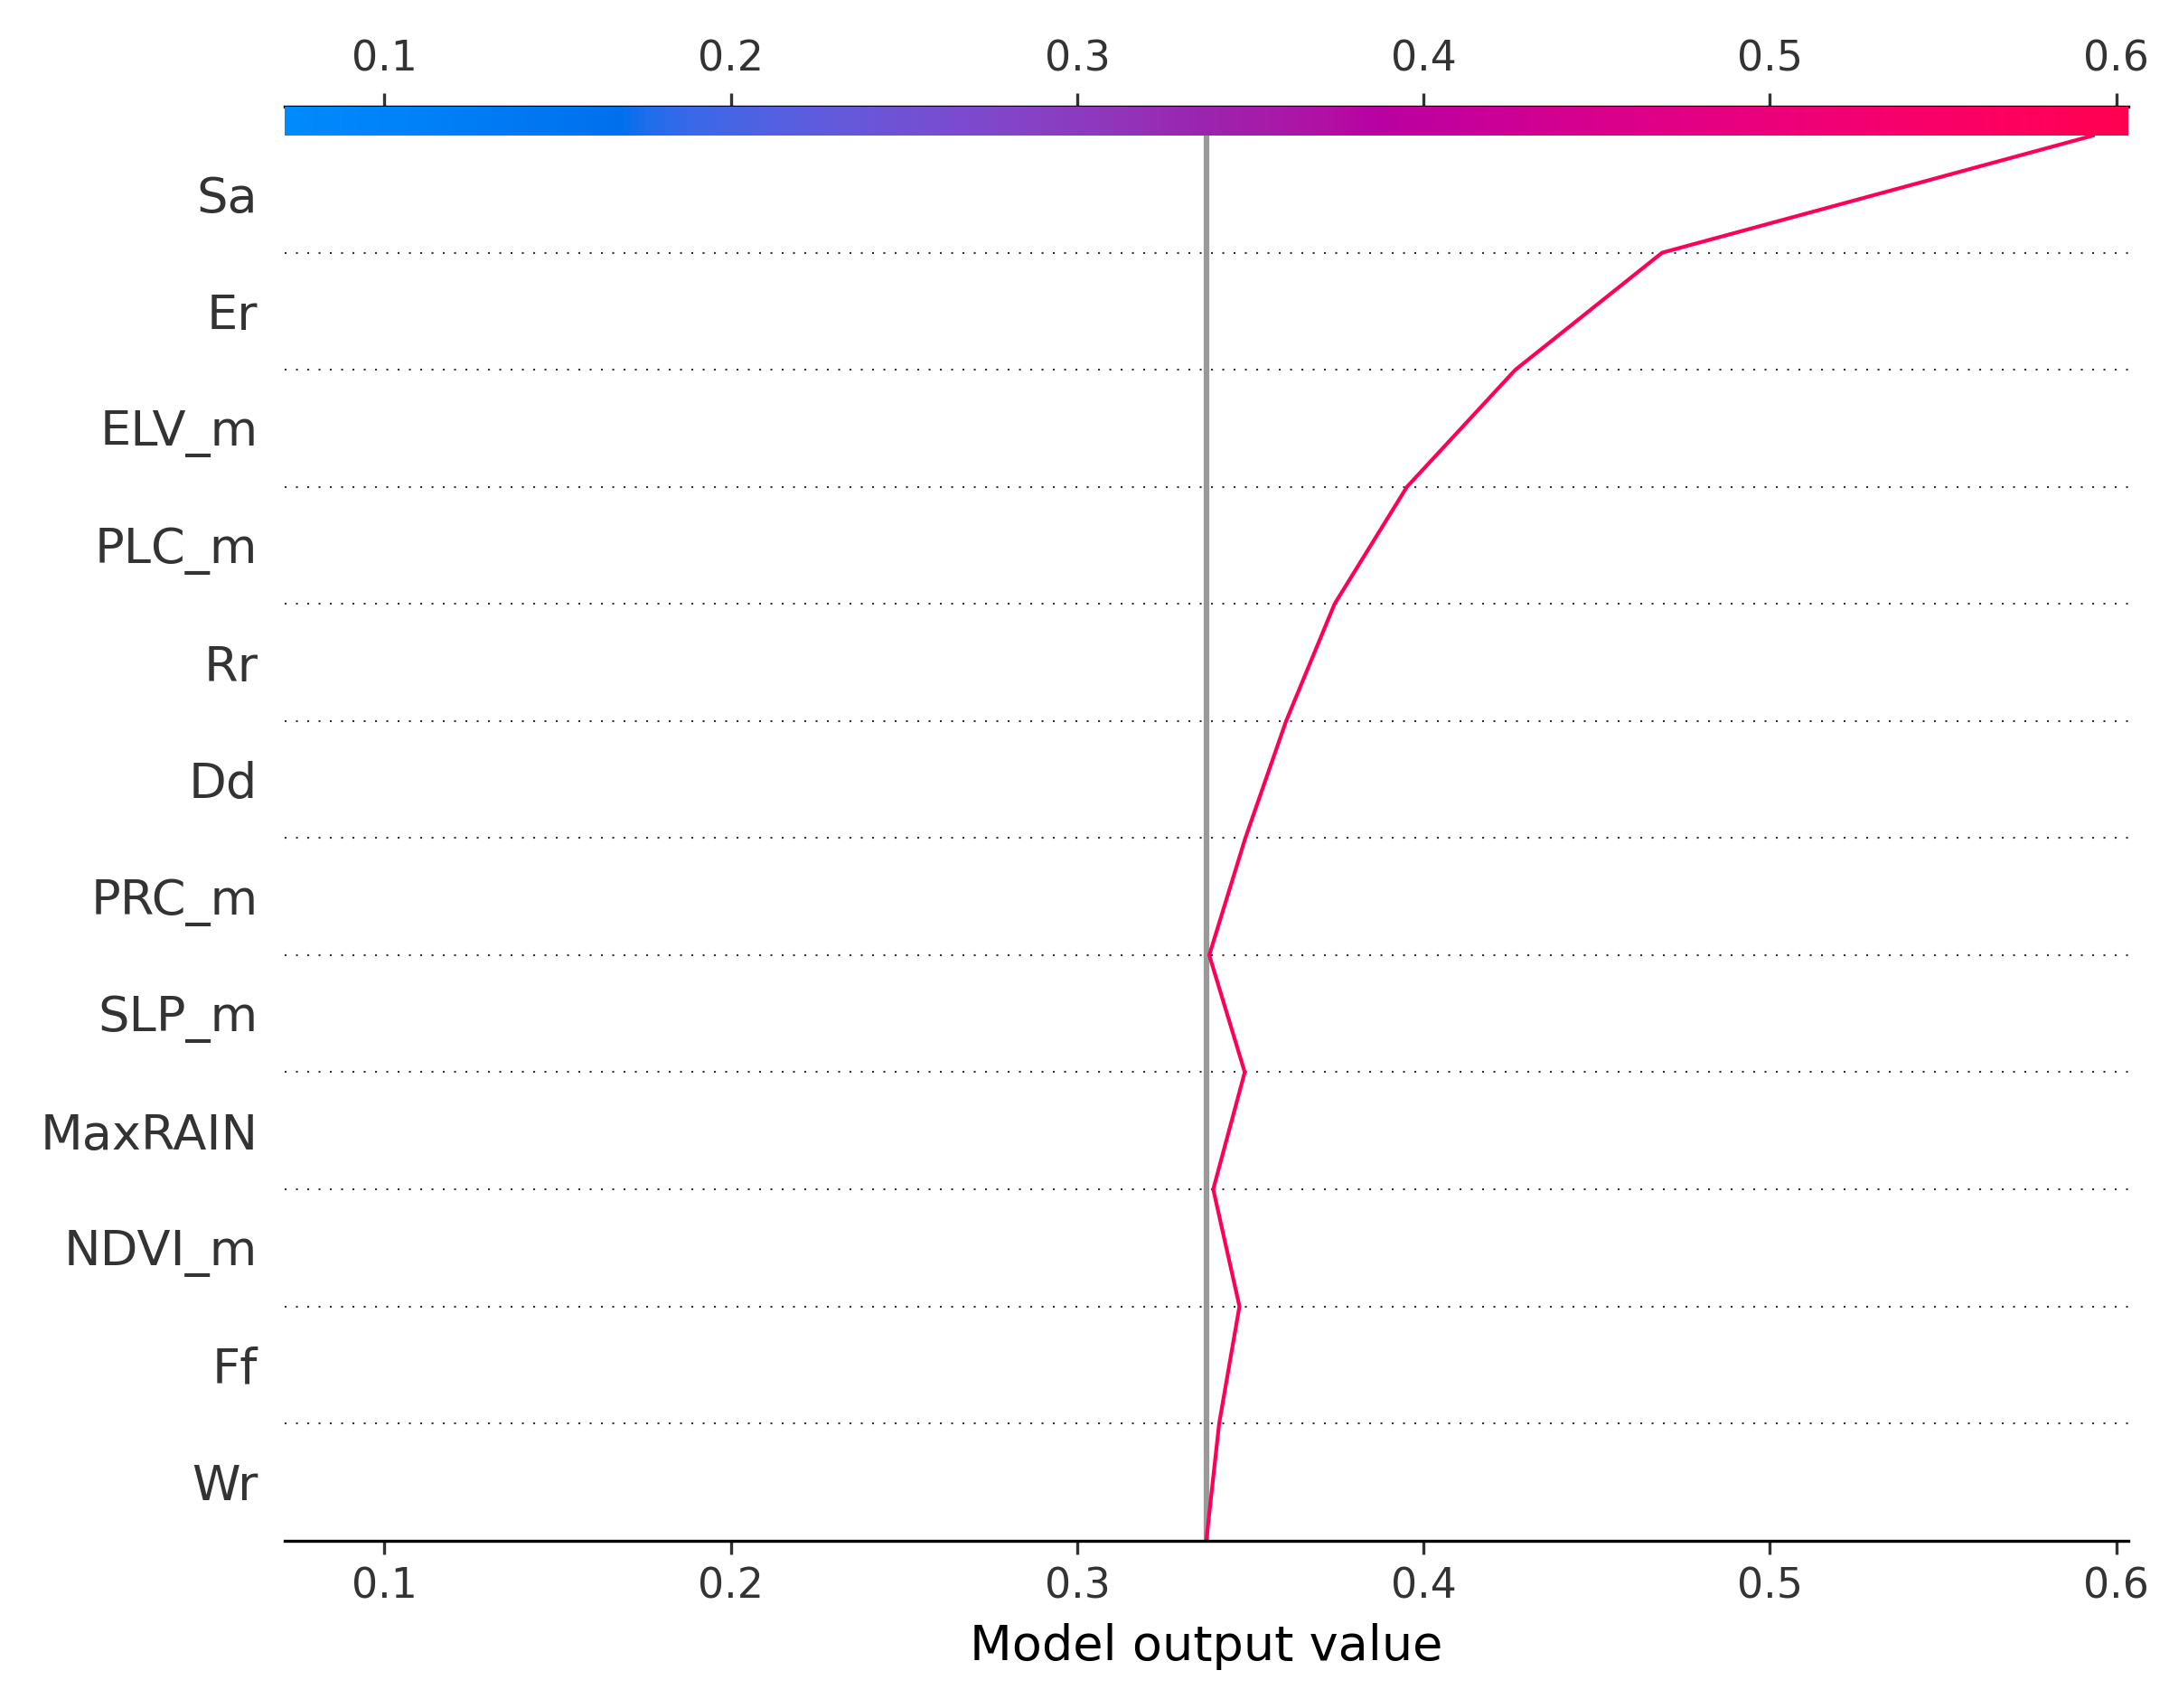 0.1 0.2 0.3 0.4 0.5 0.6
Sa
Er
ELV_m
PLC_m
Rr
Dd
PRC_m
SLP_m
MaxRAIN
NDVI_m
Ff
Wr
0.1 0.2 0.3 0.4 0.5 0.6
Model output value